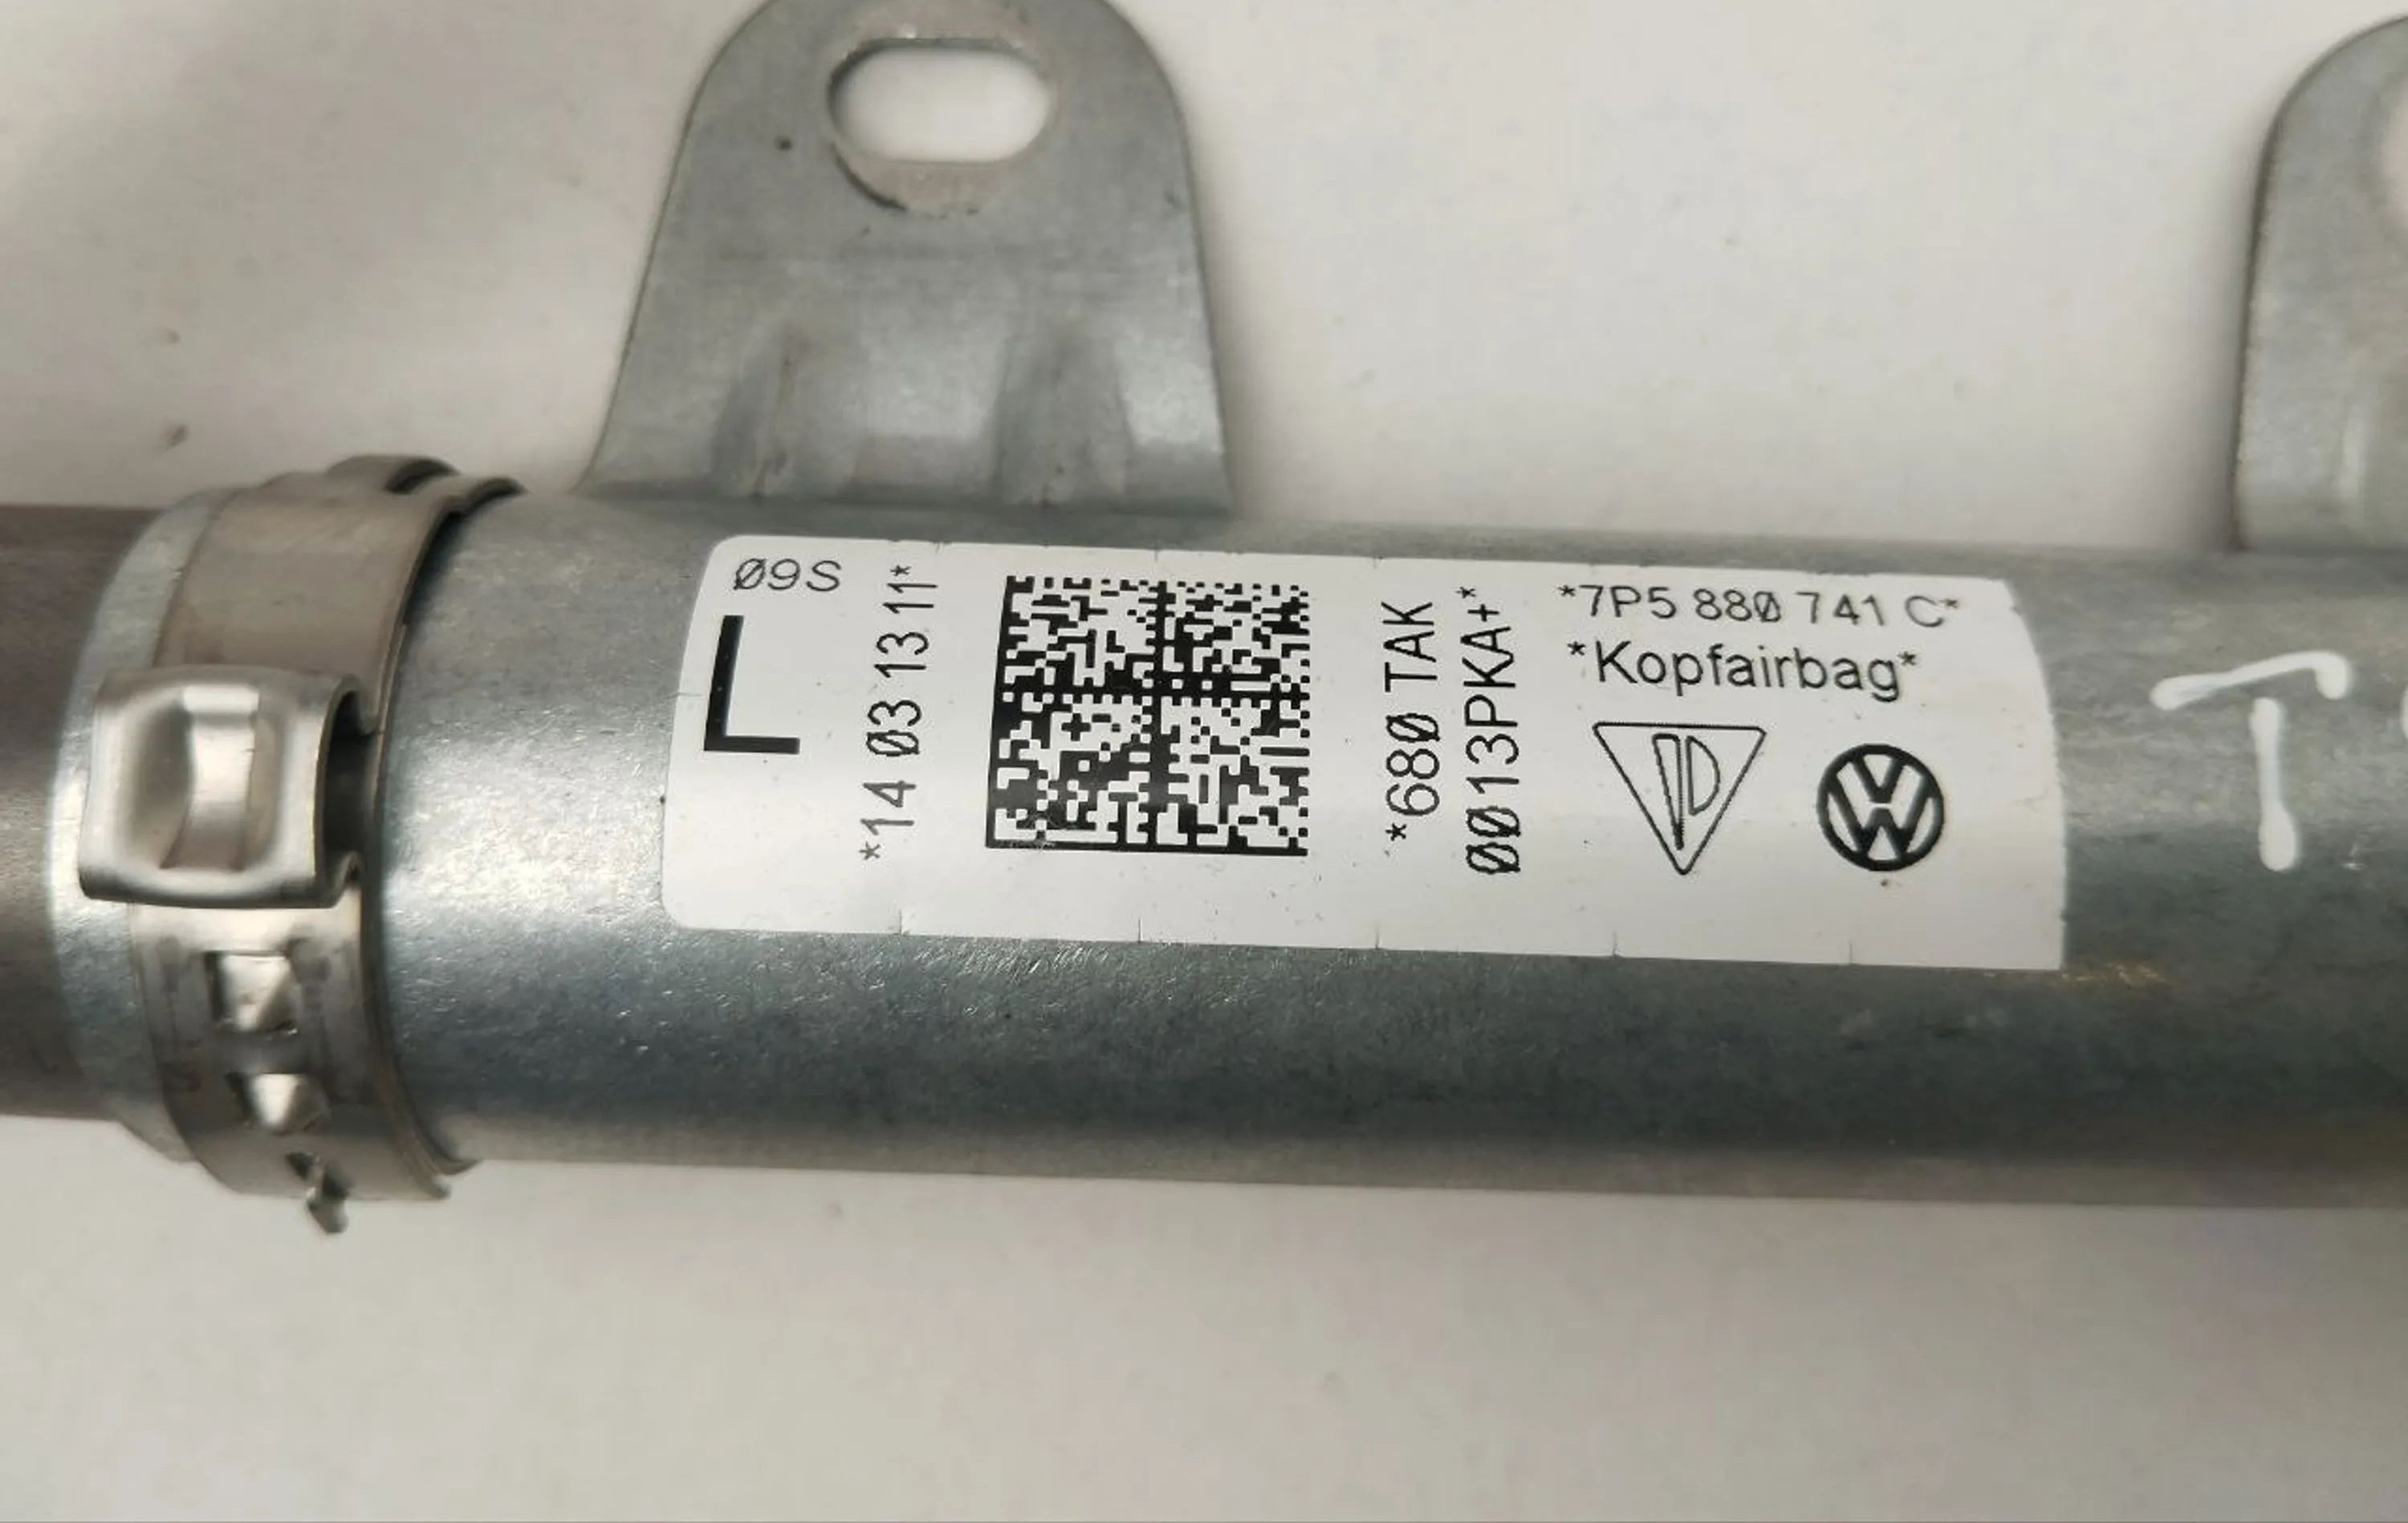 Ø9S
L
*14 Ø3 13 11*
*68Ø TAK
ØØ13PKA+*
*7P5 88Ø 741 C*
*Kopfairbag*
T